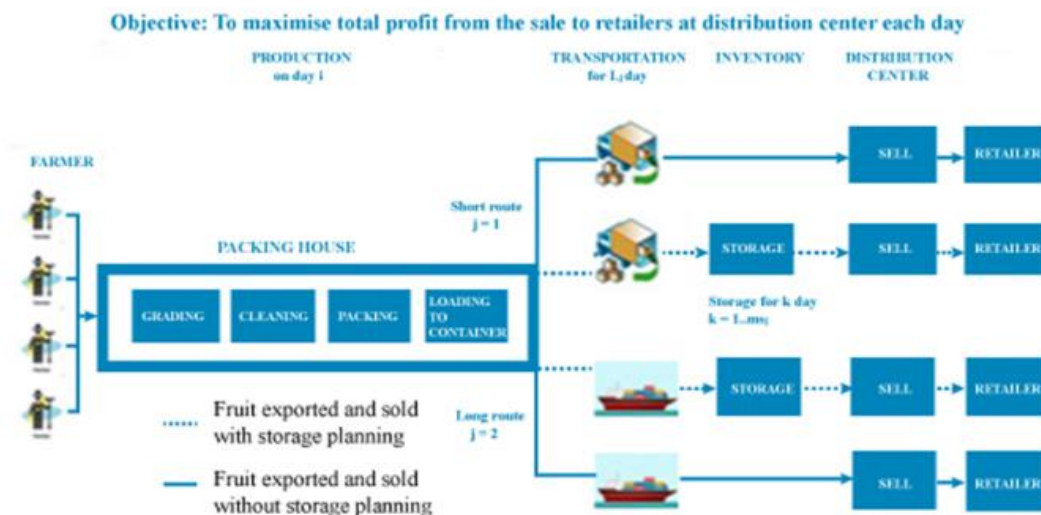 Objective: To maximise total profit from the sale to retailers at distribution center each day
PRODUCTION
on day i
TRANSPORTATION
for Lj day
INVENTORY
DISTRIBUTION
CENTER
FARMER
SELL
RETAILER
Short route
j = 1
PACKING HOUSE
STORAGE
SELL
RETAILER
GRADING
CLEANING
PACKING
LOADING
TO
CONTAINER
Storage for k day
k = 1..msj
STORAGE
SELL
RETAILER
Fruit exported and sold
with storage planning
Long route
j = 2
Fruit exported and sold
without storage planning
SELL
RETAILER